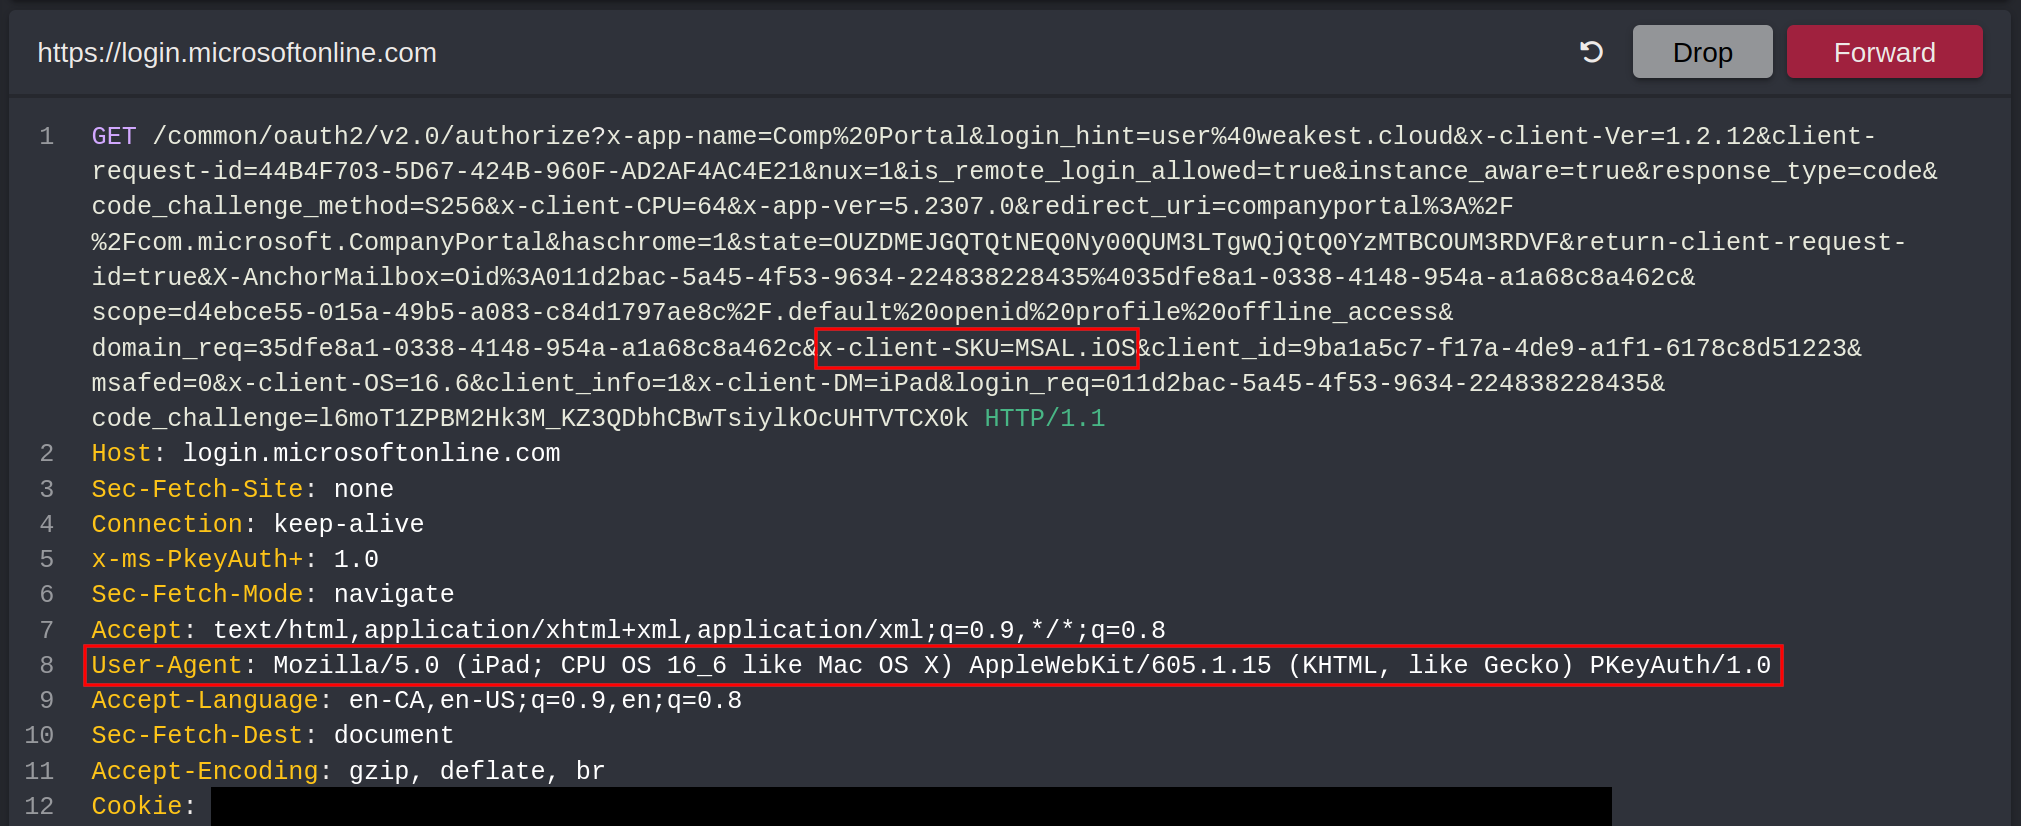 https://login.microsoftonline.com
Drop
Forward
1 GET /common/oauth2/v2.0/authorize?x-app-name=Comp%20Portal&login_hint=user%40weakest.cloud&x-client-Ver=1.2.12&client-
request-id=44B4F703-5D67-424B-960F-AD2AF4AC4E21&nux=1&is_remote_login_allowed=true&instance_aware=true&response_type=code&
code_challenge_method=S256&x-client-CPU=64&x-app-ver=5.2307.0&redirect_uri=companyportal%3A%2F
%2Fcom.microsoft.CompanyPortal&haschrome=1&state=OUZDMEJGQTQtNEQ0Ny00QUM3LTgwQjQtQ0YzMTBCOUM3RDVF&return-client-request-
id=true&X-AnchorMailbox=Oid%3A011d2bac-5a45-4f53-9634-224838228435%4035dfe8a1-0338-4148-954a-a1a68c8a462c&
scope=d4ebce55-015a-49b5-a083-c84d1797ae8c%2F.default%20openid%20profile%20offline_access&
domain_req=35dfe8a1-0338-4148-954a-a1a68c8a462c&x-client-SKU=MSAL.iOS&client_id=9ba1a5c7-f17a-4de9-a1f1-6178c8d51223&
msafed=0&x-client-OS=16.6&client_info=1&x-client-DM=iPad&login_req=011d2bac-5a45-4f53-9634-224838228435&
code_challenge=l6moT1ZPBM2Hk3M_KZ3QDbhCBwTsiylkOcUHTVTCX0k HTTP/1.1
2 Host: login.microsoftonline.com
3 Sec-Fetch-Site: none
4 Connection: keep-alive
5 x-ms-PkeyAuth+: 1.0
6 Sec-Fetch-Mode: navigate
7 Accept: text/html,application/xhtml+xml,application/xml;q=0.9,*/*;q=0.8
8 User-Agent: Mozilla/5.0 (iPad; CPU OS 16_6 like Mac OS X) AppleWebKit/605.1.15 (KHTML, like Gecko) PKeyAuth/1.0
9 Accept-Language: en-CA,en-US;q=0.9,en;q=0.8
10 Sec-Fetch-Dest: document
11 Accept-Encoding: gzip, deflate, br
12 Cookie: